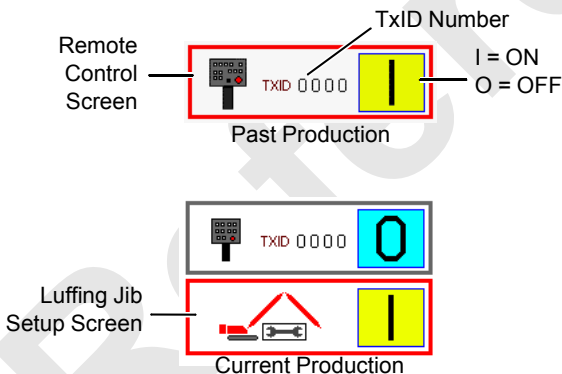 TxID Number
Remote
Control
Screen
TXID 0000
I
I = ON
O = OFF
Past Production
TXID 0000
0
Luffing Jib
Setup Screen
I
Current Production